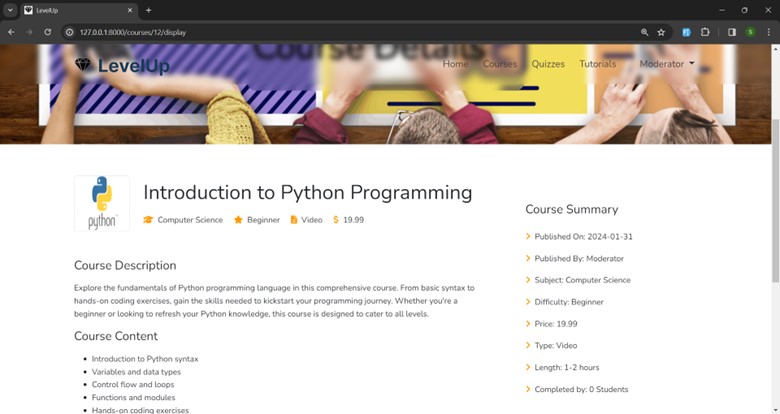 LevelUp
127.0.0.1:8000/courses/12/display
S
Course Details
LevelUp
Home Courses Quizzes Tutorials Moderator
python
Introduction to Python Programming
Computer Science Beginner Video $ 19.99
Course Description
Explore the fundamentals of Python programming language in this comprehensive course. From basic syntax to
hands-on coding exercises, gain the skills needed to kickstart your programming journey. Whether you're a
beginner or looking to refresh your Python knowledge, this course is designed to cater to all levels.
Course Content
Introduction to Python syntax
Variables and data types
Control flow and loops
Functions and modules
Hands-on coding exercises
Course Summary
Published On: 2024-01-31
Published By: Moderator
Subject: Computer Science
Difficulty: Beginner
Price: 19.99
Type: Video
Length: 1-2 hours
Completed by: 0 Students